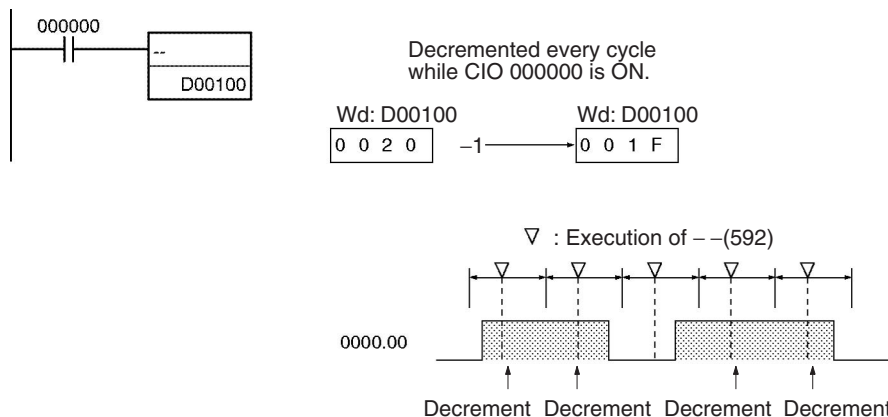 000000
--
D00100
Decremented every cycle
while CIO 000000 is ON.
Wd: D00100
Wd: D00100
0 0 2 0
−1
0 0 1 F
▽ : Execution of − −(592)
0000.00
Decrement Decrement Decrement Decrement